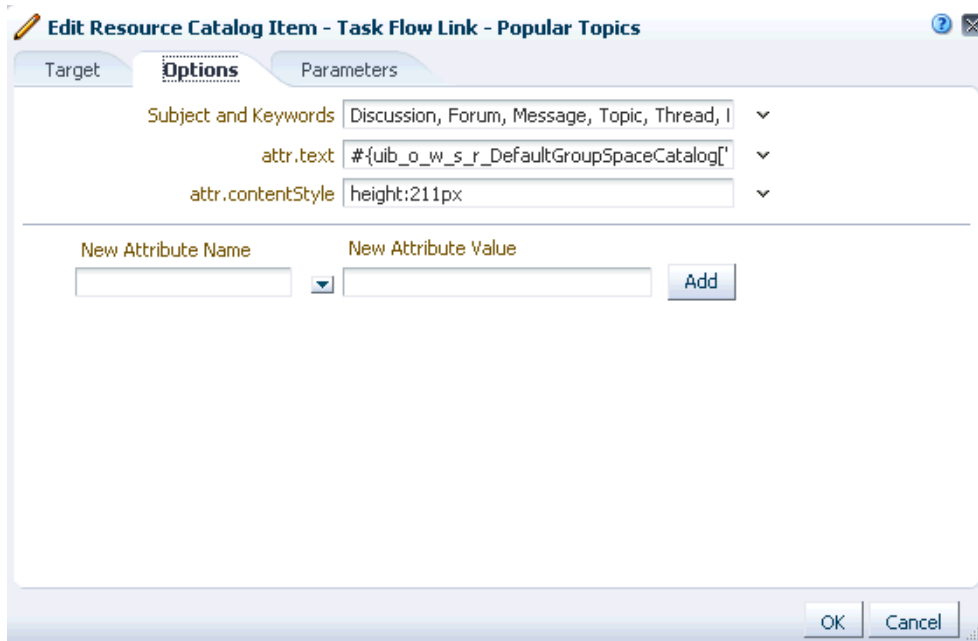 Edit Resource Catalog Item - Task Flow Link - Popular Topics
Target Options Parameters
Subject and Keywords Discussion, Forum, Message, Topic, Thread,
attr.text #{uib_o_w_s_r_DefaultGroupSpaceCatalog['
attr.contentStyle height:211px
New Attribute Name New Attribute Value
Add
OK Cancel